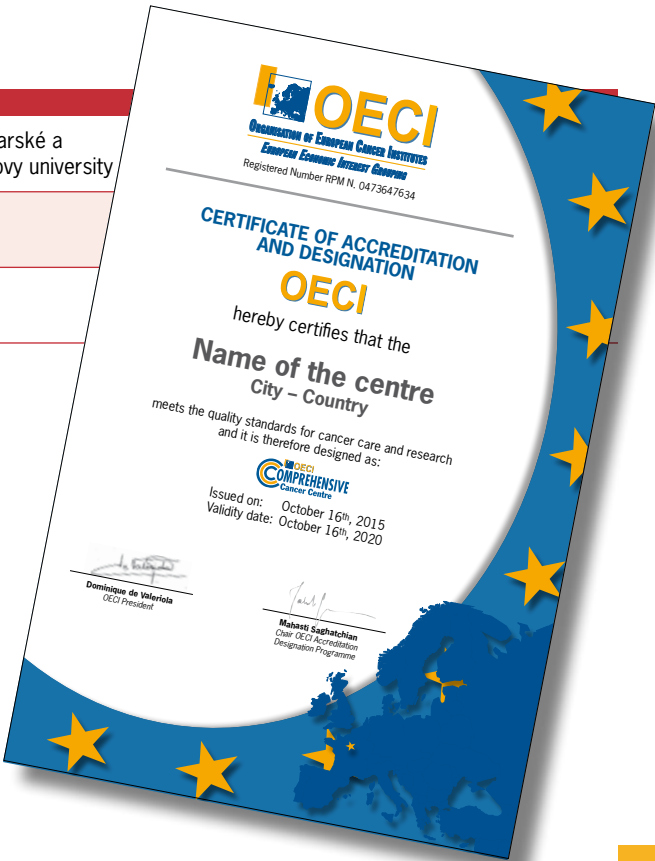 arské a
ovy university
OECI
ORGANISATION OF EUROPEAN CANCER INSTITUTES
EUROPEAN ECONOMIC INTEREST GROUPING
Registered Number RPM N. 0473647634
CERTIFICATE OF ACCREDITATION
AND DESIGNATION
OECI
hereby certifies that the
Name of the centre
City – Country
meets the quality standards for cancer care and research
and it is therefore designed as:
OECI
COMPREHENSIVE
Cancer Centre
Issued on: October 16th, 2015
Validity date: October 16th, 2020
Dominique de Valeriola
OECI President
Mahasti Saghatchian
Chair OECI Accreditation
Designation Programme